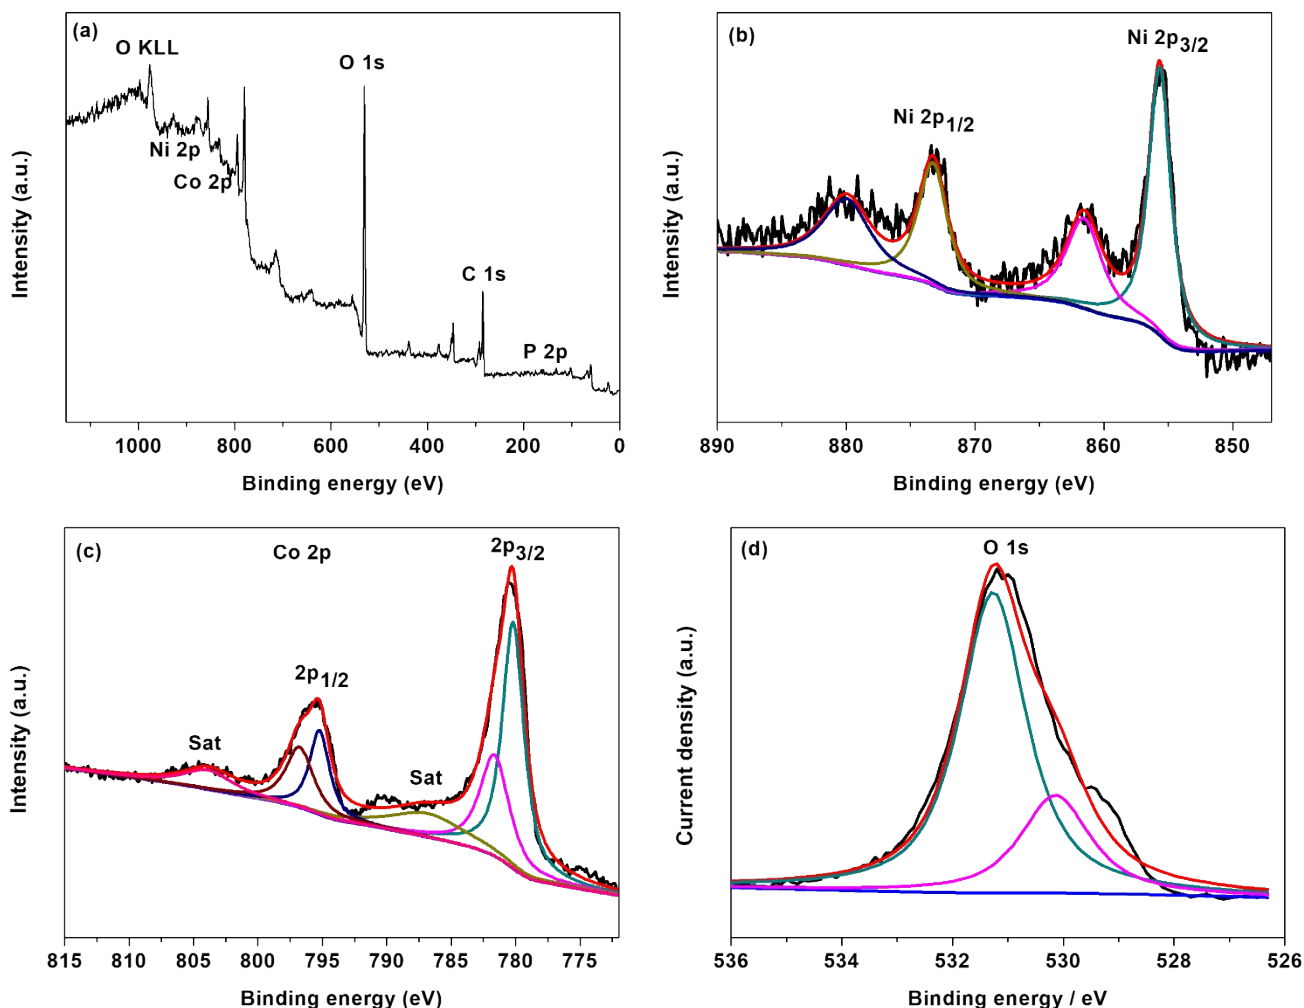 (a)
O KLL
O 1s
Ni 2p
Co 2p
C 1s
P 2p
Intensity (a.u.)
1000 800 600 400 200 0
Binding energy (eV)
(b)
Ni 2p3/2
Ni 2p1/2
Intensity (a.u.)
890 880 870 860 850
Binding energy (eV)
(c)
Co 2p
2p3/2
2p1/2
Sat
Sat
Intensity (a.u.)
815 810 805 800 795 790 785 780 775
Binding energy (eV)
(d)
O 1s
Current density (a.u.)
536 534 532 530 528 526
Binding energy / eV